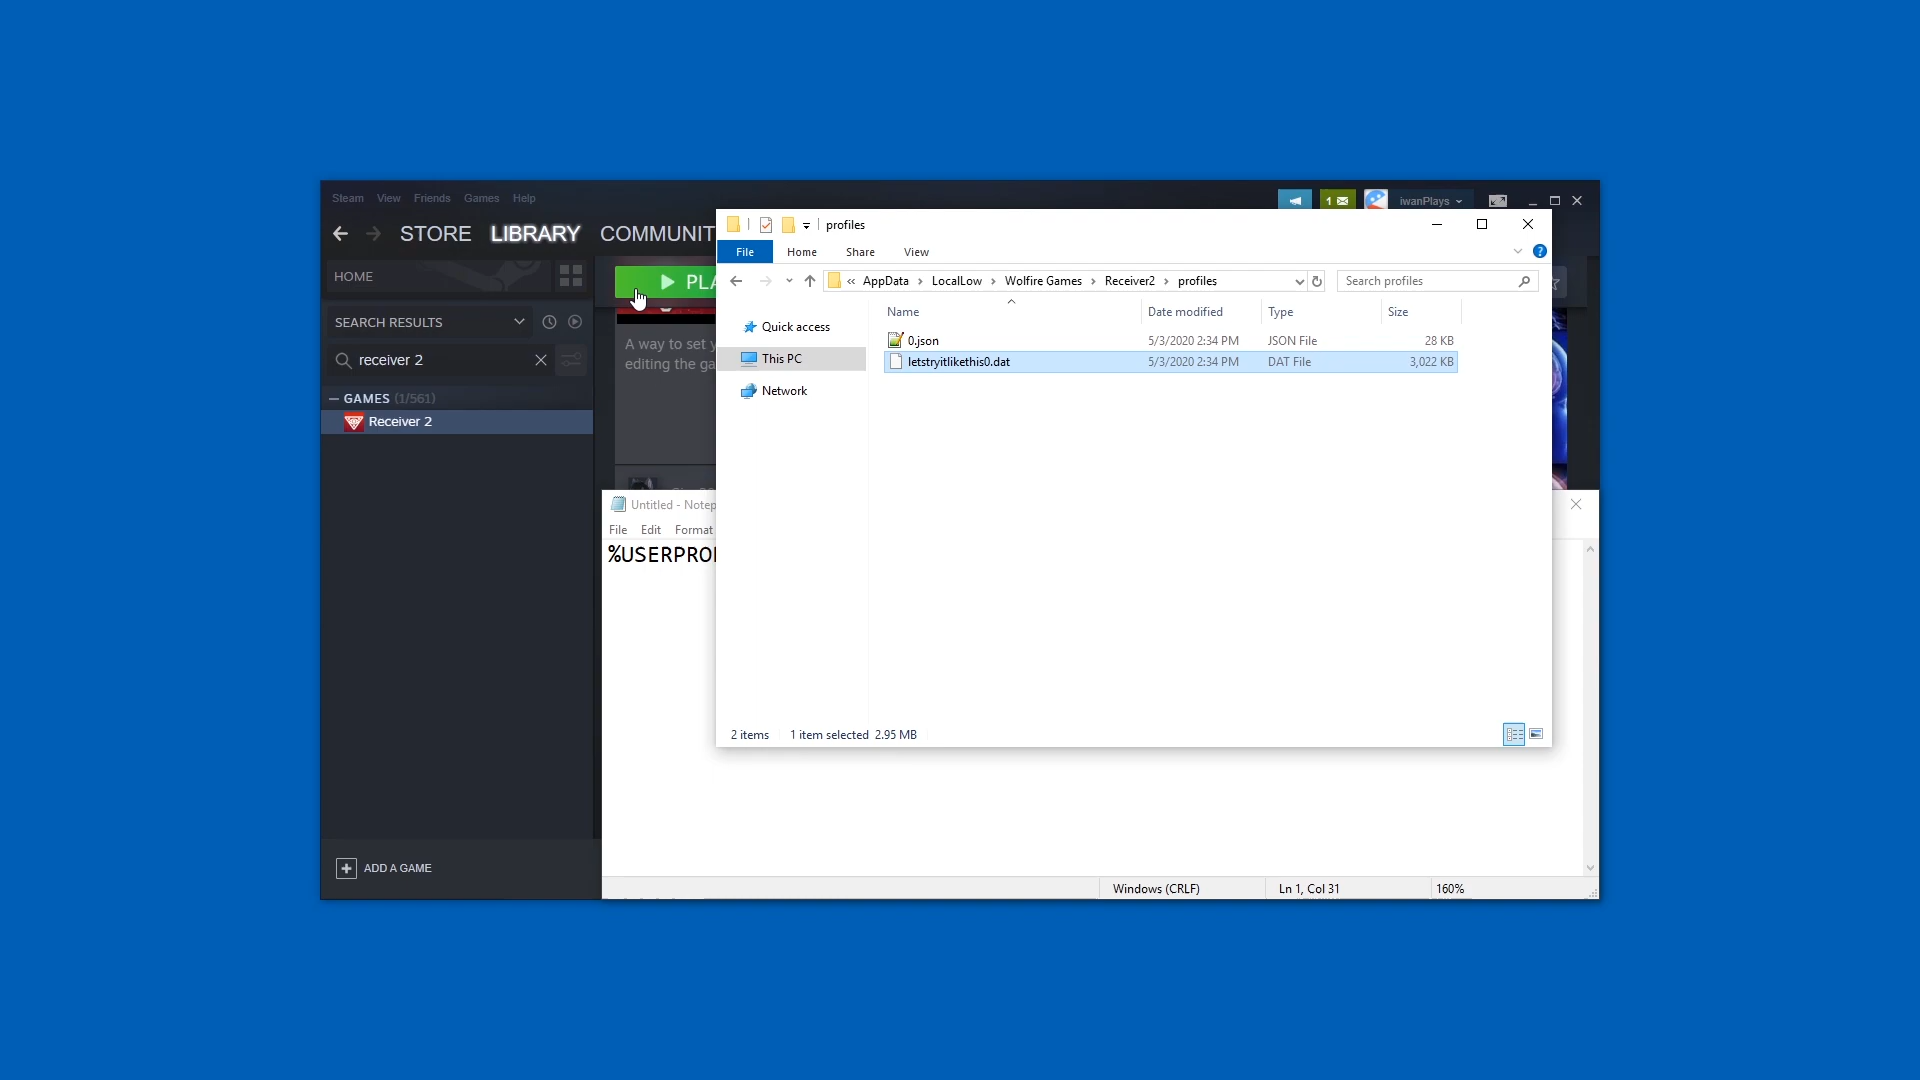 Steam View Friends Games Help
1
iwanPlays
STORE LIBRARY COMMUNIT
HOME
PLA
SEARCH RESULTS
receiver 2
A way to set y
editing the ga
GAMES (1/561)
Receiver 2
ADD A GAME
profiles
File Home Share View
?
« AppData › LocalLow › Wolfire Games › Receiver2 › profiles
Search profiles
Quick access
This PC
Network
Name Date modified Type Size
0.json 5/3/2020 2:34 PM JSON File 28 KB
letstryitlikethis0.dat 5/3/2020 2:34 PM DAT File 3,022 KB
2 items 1 item selected 2.95 MB
Untitled - Notep
File Edit Format
%USERPRO
Windows (CRLF) Ln 1, Col 31 160%